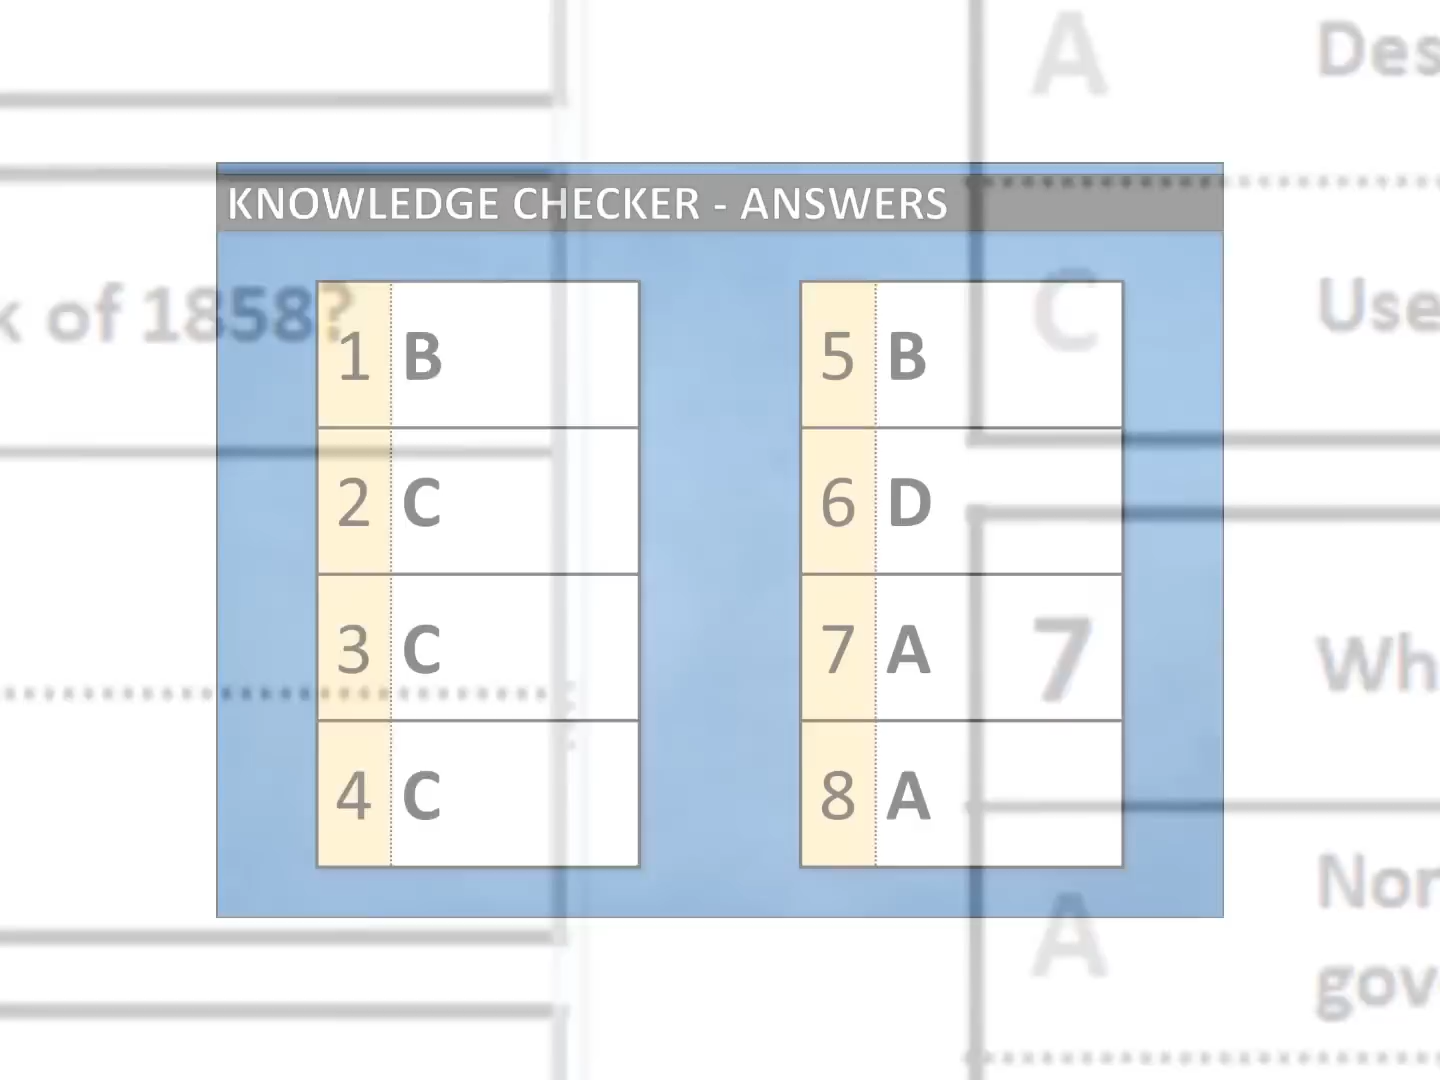 A
Des
KNOWLEDGE CHECKER - ANSWERS
k of 1858?
C
Use
1 B
5 B
2 C
6 D
3 C
7 A
7
Wh
4 C
8 A
Nor
A
gov